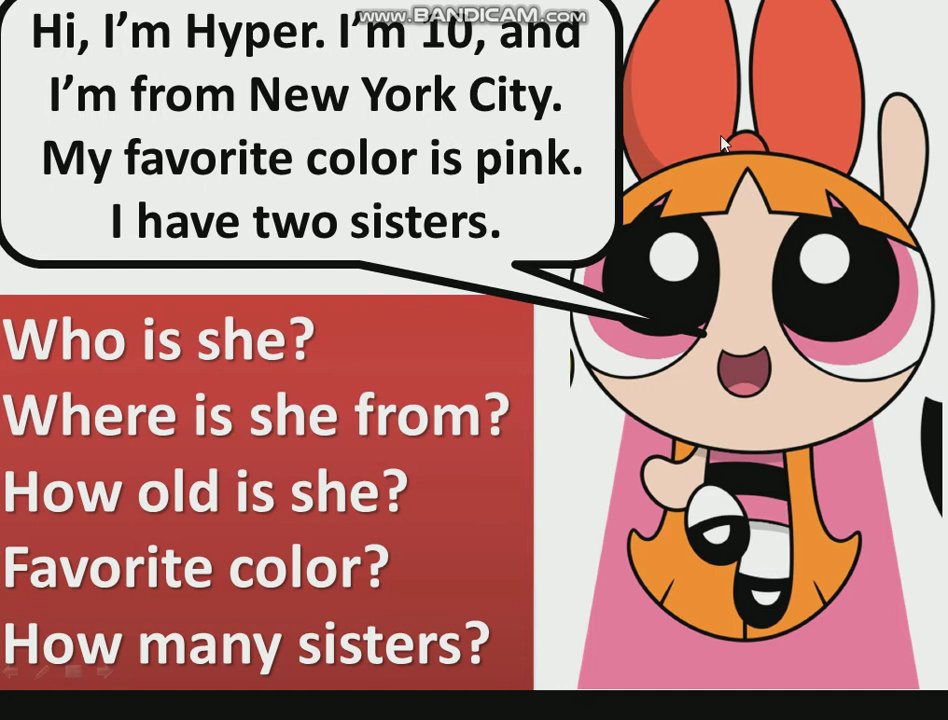 www.BANDICAM.com
Hi, I’m Hyper. I’m 10, and
I’m from New York City.
My favorite color is pink.
I have two sisters.
Who is she?
Where is she from?
How old is she?
Favorite color?
How many sisters?